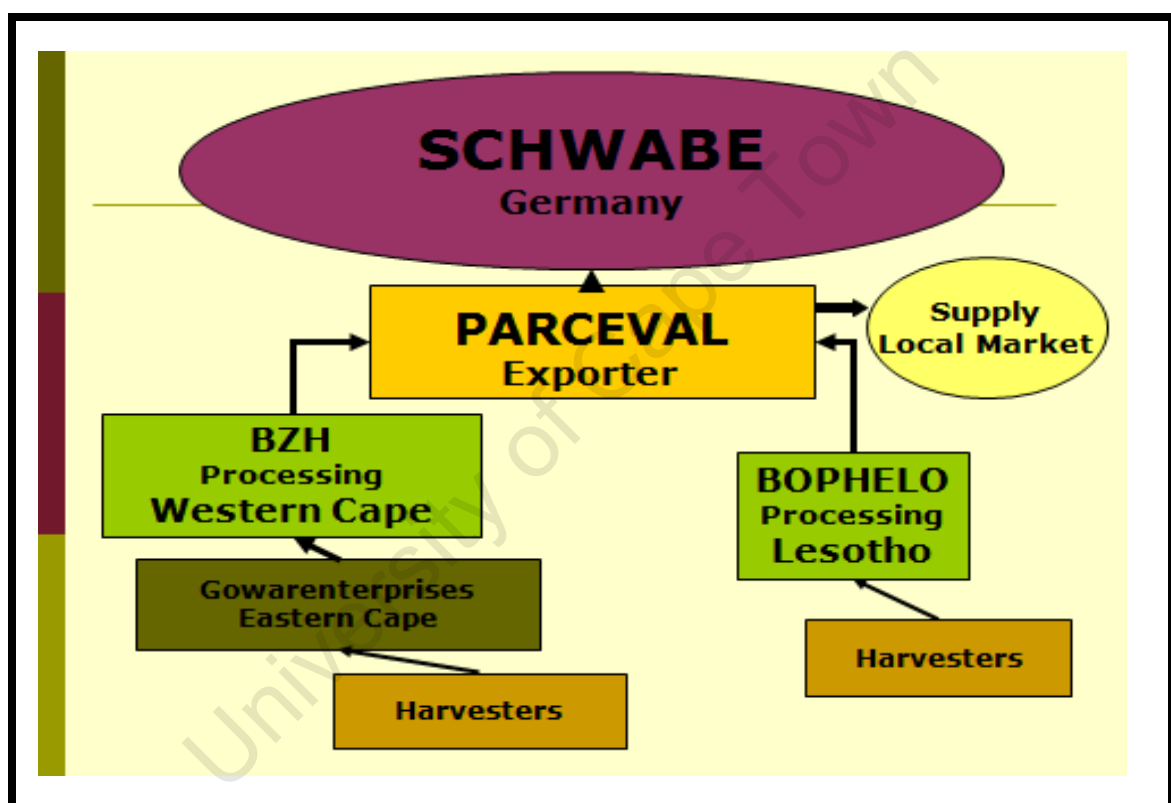 SCHWABE
Germany
PARCEVAL
Exporter
Supply
Local Market
BZH
Processing
Western Cape
BOPHELO
Processing
Lesotho
Gowarenterprises
Eastern Cape
Harvesters
Harvesters
University of Cape Town